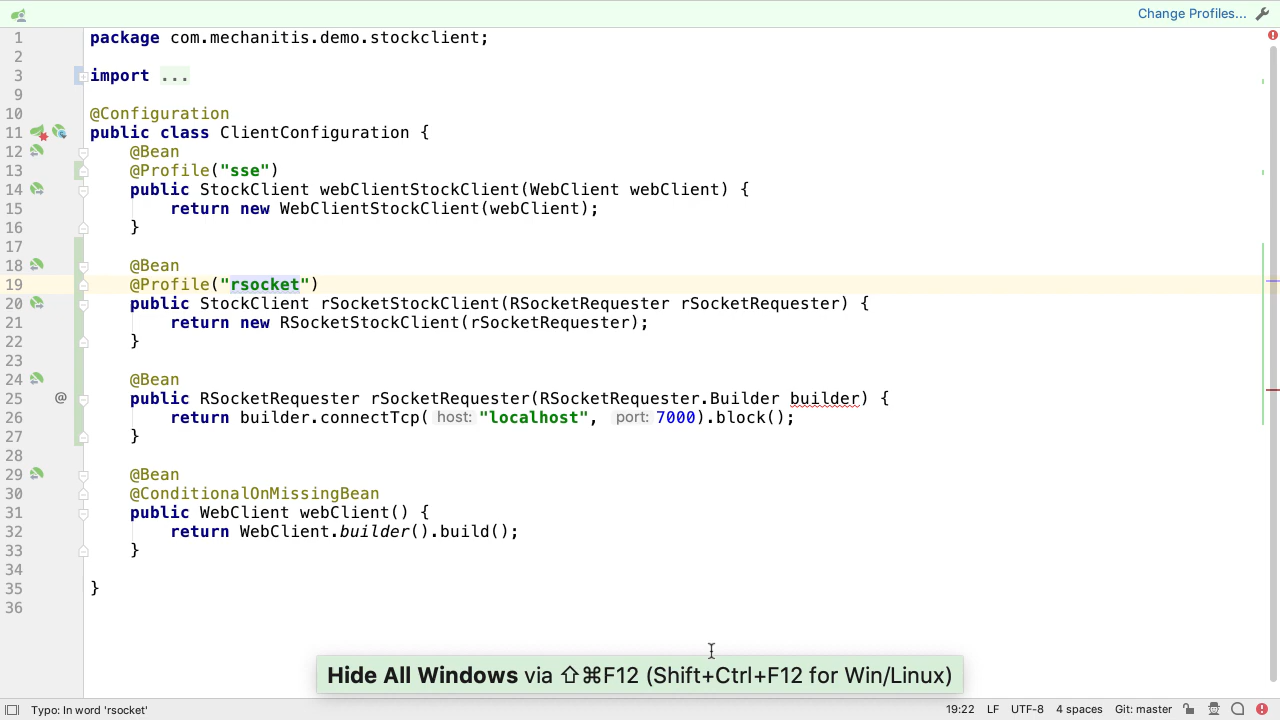 Change Profiles...
1 package com.mechanitis.demo.stockclient;
2
3 import ...
9
10 @Configuration
11 public class ClientConfiguration {
12 @Bean
13 @Profile("sse")
14 public StockClient webClientStockClient(WebClient webClient) {
15 return new WebClientStockClient(webClient);
16 }
17
18 @Bean
19 @Profile("rsocket")
20 public StockClient rSocketStockClient(RSocketRequester rSocketRequester) {
21 return new RSocketStockClient(rSocketRequester);
22 }
23
24 @Bean
25 @ public RSocketRequester rSocketRequester(RSocketRequester.Builder builder) {
26 return builder.connectTcp( host: "localhost", port: 7000).block();
27 }
28
29 @Bean
30 @ConditionalOnMissingBean
31 public WebClient webClient() {
32 return WebClient.builder().build();
33 }
34
35 }
36
Hide All Windows via ⇧⌘F12 (Shift+Ctrl+F12 for Win/Linux)
Typo: In word 'rsocket' 19:22 LF UTF-8 4 spaces Git: master